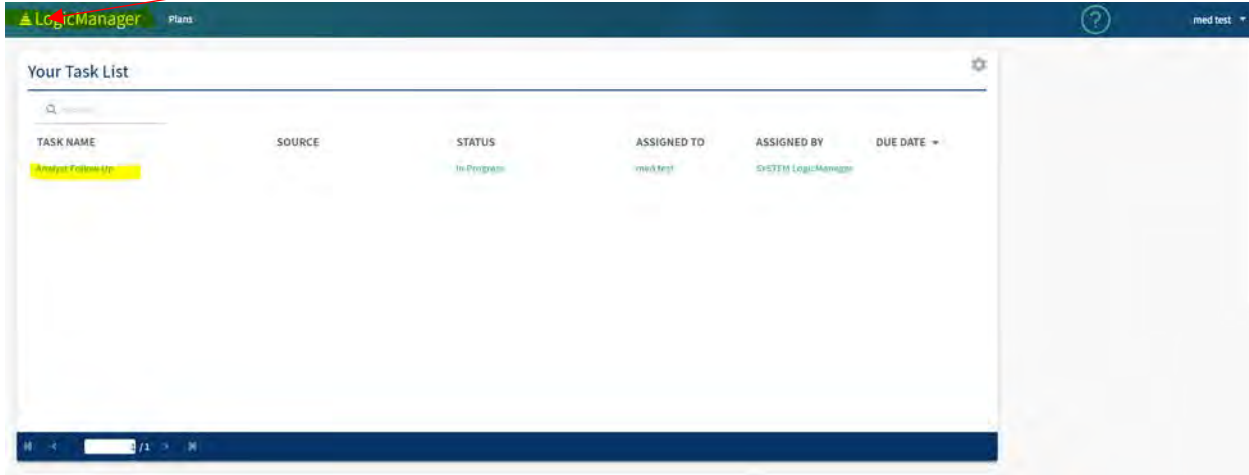 LogicManager Plans ? med test
Your Task List
TASK NAME SOURCE STATUS ASSIGNED TO ASSIGNED BY DUE DATE
Analyst Follow Up In Progress med test SYSTEM LogicManager
1 /1